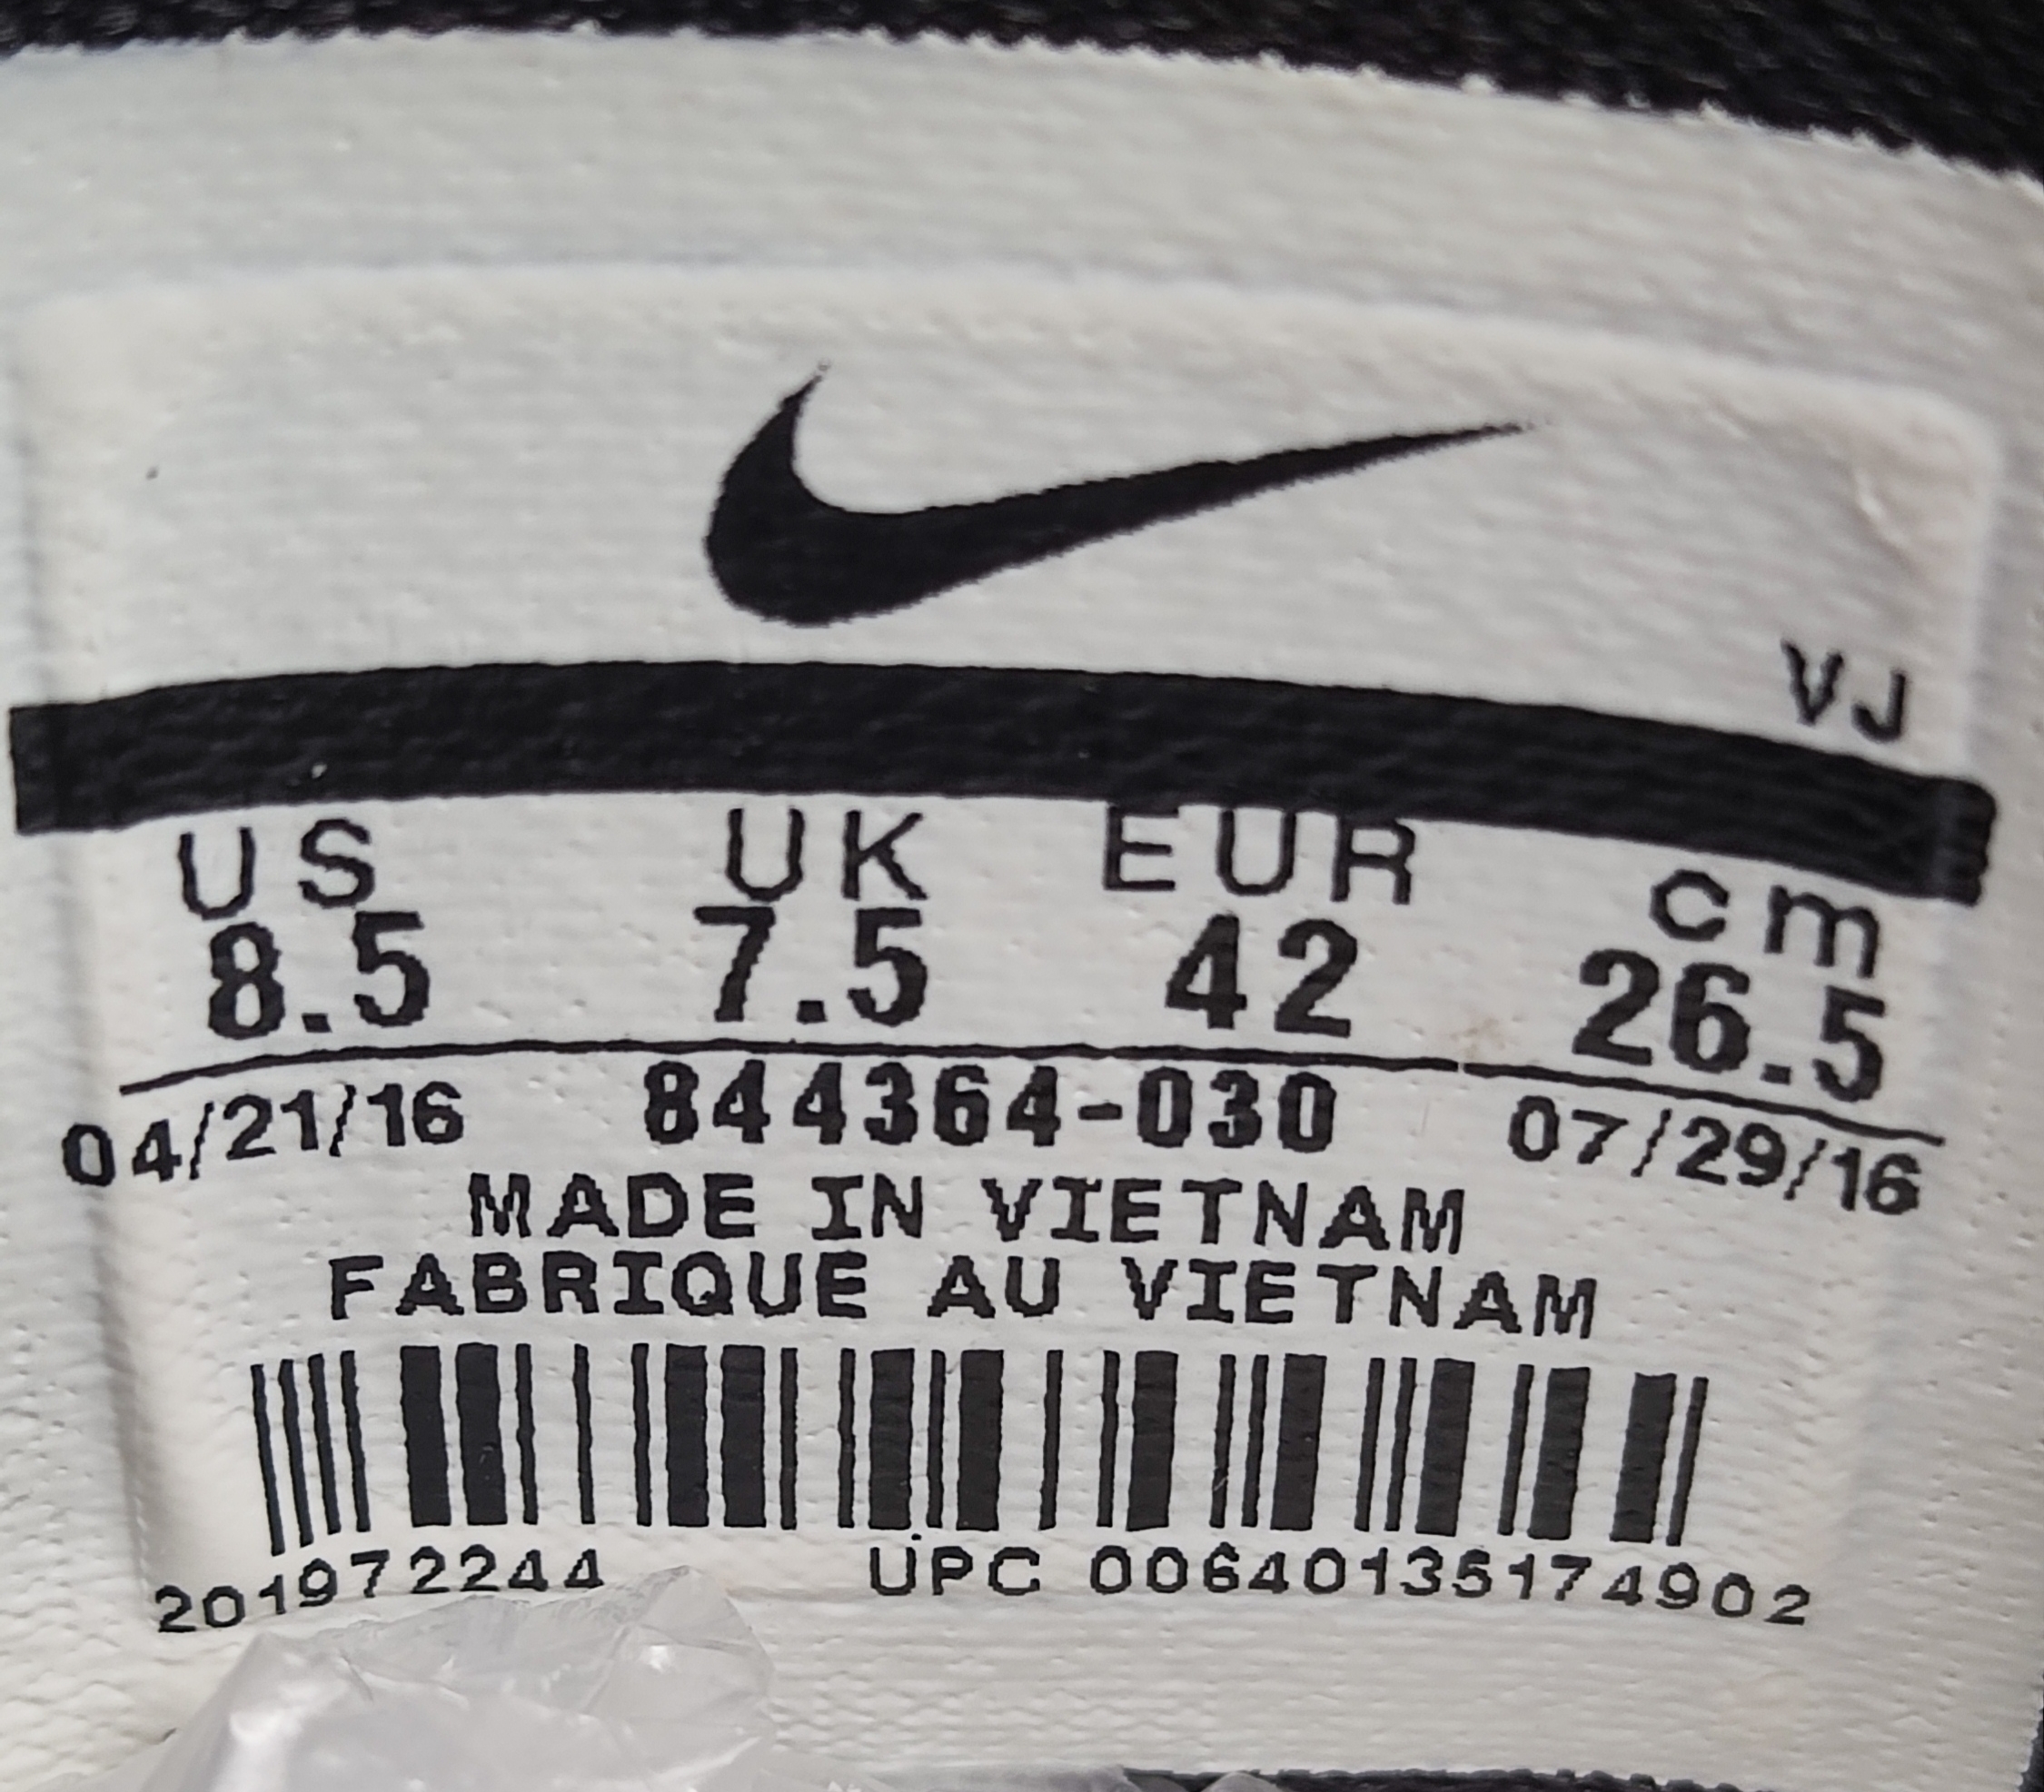 VJ
US UK EUR cm
8.5 7.5 42 26.5
04/21/16 844364-030 07/29/16
MADE IN VIETNAM
FABRIQUE AU VIETNAM
201972244 UPC 00640135174902